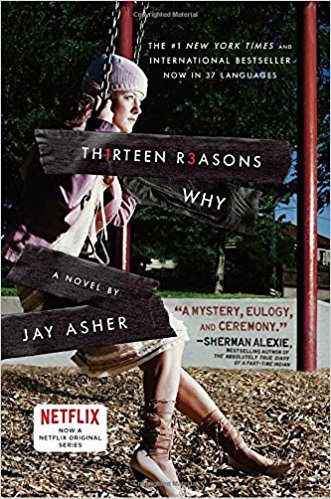 THE #1 NEW YORK TIMES AND
INTERNATIONAL BESTSELLER
NOW IN 37 LANGUAGES
TH1RTEEN R3ASONS
WHY
A NOVEL BY
JAY ASHER
"A MYSTERY, EULOGY,
AND CEREMONY."
—SHERMAN ALEXIE,
BESTSELLING AUTHOR OF
THE ABSOLUTELY TRUE DIARY
OF A PART-TIME INDIAN
NETFLIX
NOW A
NETFLIX ORIGINAL
SERIES